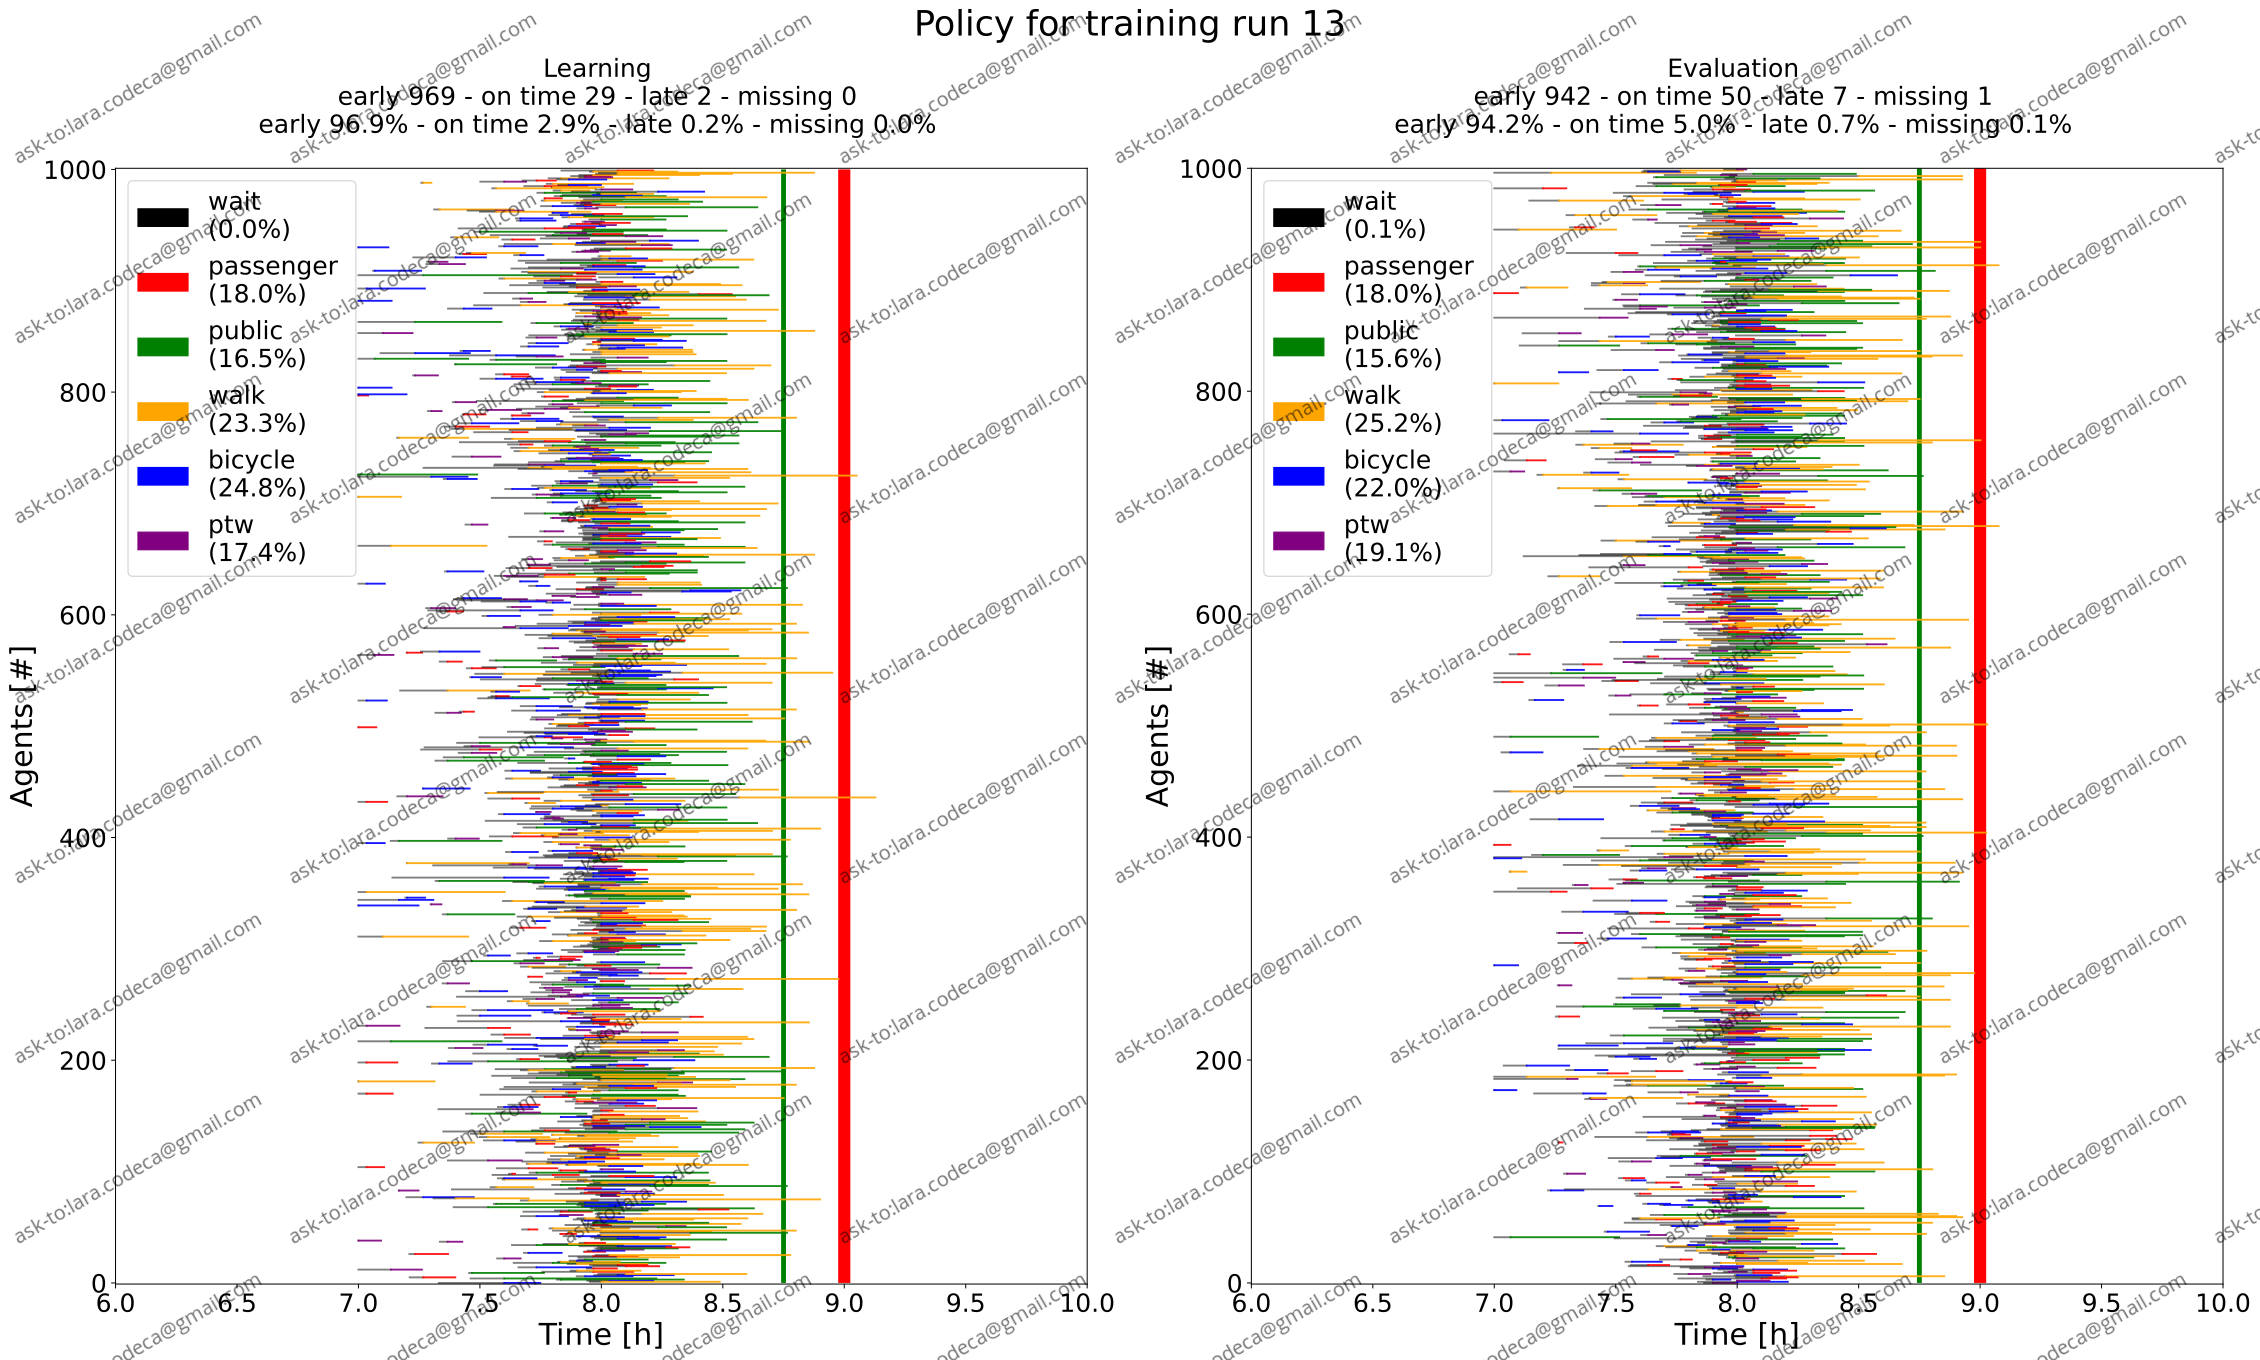 Policy for training run 13
Learning
early 969 - on time 29 - late 2 - missing 0
early 96.9% - on time 2.9% - late 0.2% - missing 0.0%
Evaluation
early 942 - on time 50 - late 7 - missing 1
early 94.2% - on time 5.0% - late 0.7% - missing 0.1%
wait
(0.0%)
passenger
(18.0%)
public
(16.5%)
walk
(23.3%)
bicycle
(24.8%)
ptw
(17.4%)
Agents [#]
1000
800
600
400
200
0
6.0 6.5 7.0 7.5 8.0 8.5 9.0 9.5 10.0
Time [h]
wait
(0.1%)
passenger
(18.0%)
public
(15.6%)
walk
(25.2%)
bicycle
(22.0%)
ptw
(19.1%)
Agents [#]
1000
800
600
400
200
0
6.0 6.5 7.0 7.5 8.0 8.5 9.0 9.5 10.0
Time [h]
ask-to:lara.codeca@gmail.com